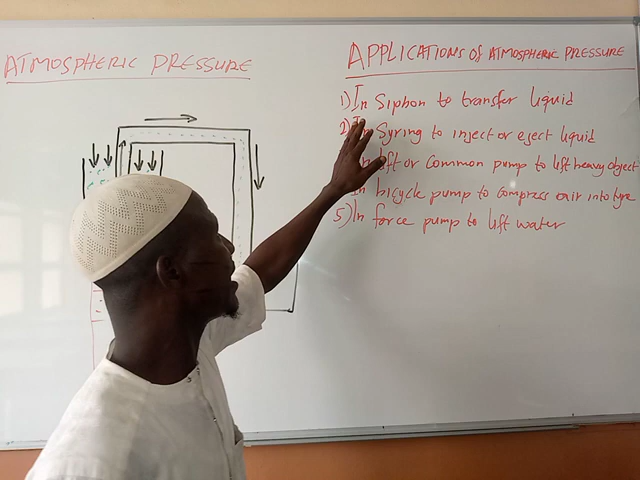 ATMOSPHERIC PRESSURE
APPLICATIONS OF ATMOSPHERIC PRESSURE
1) In Siphon to transfer liquid
2) In Syring to inject or eject liquid
In lift or Common pump to lift heavy object
In bicycle pump to compress air into tyre
5) In force pump to lift water